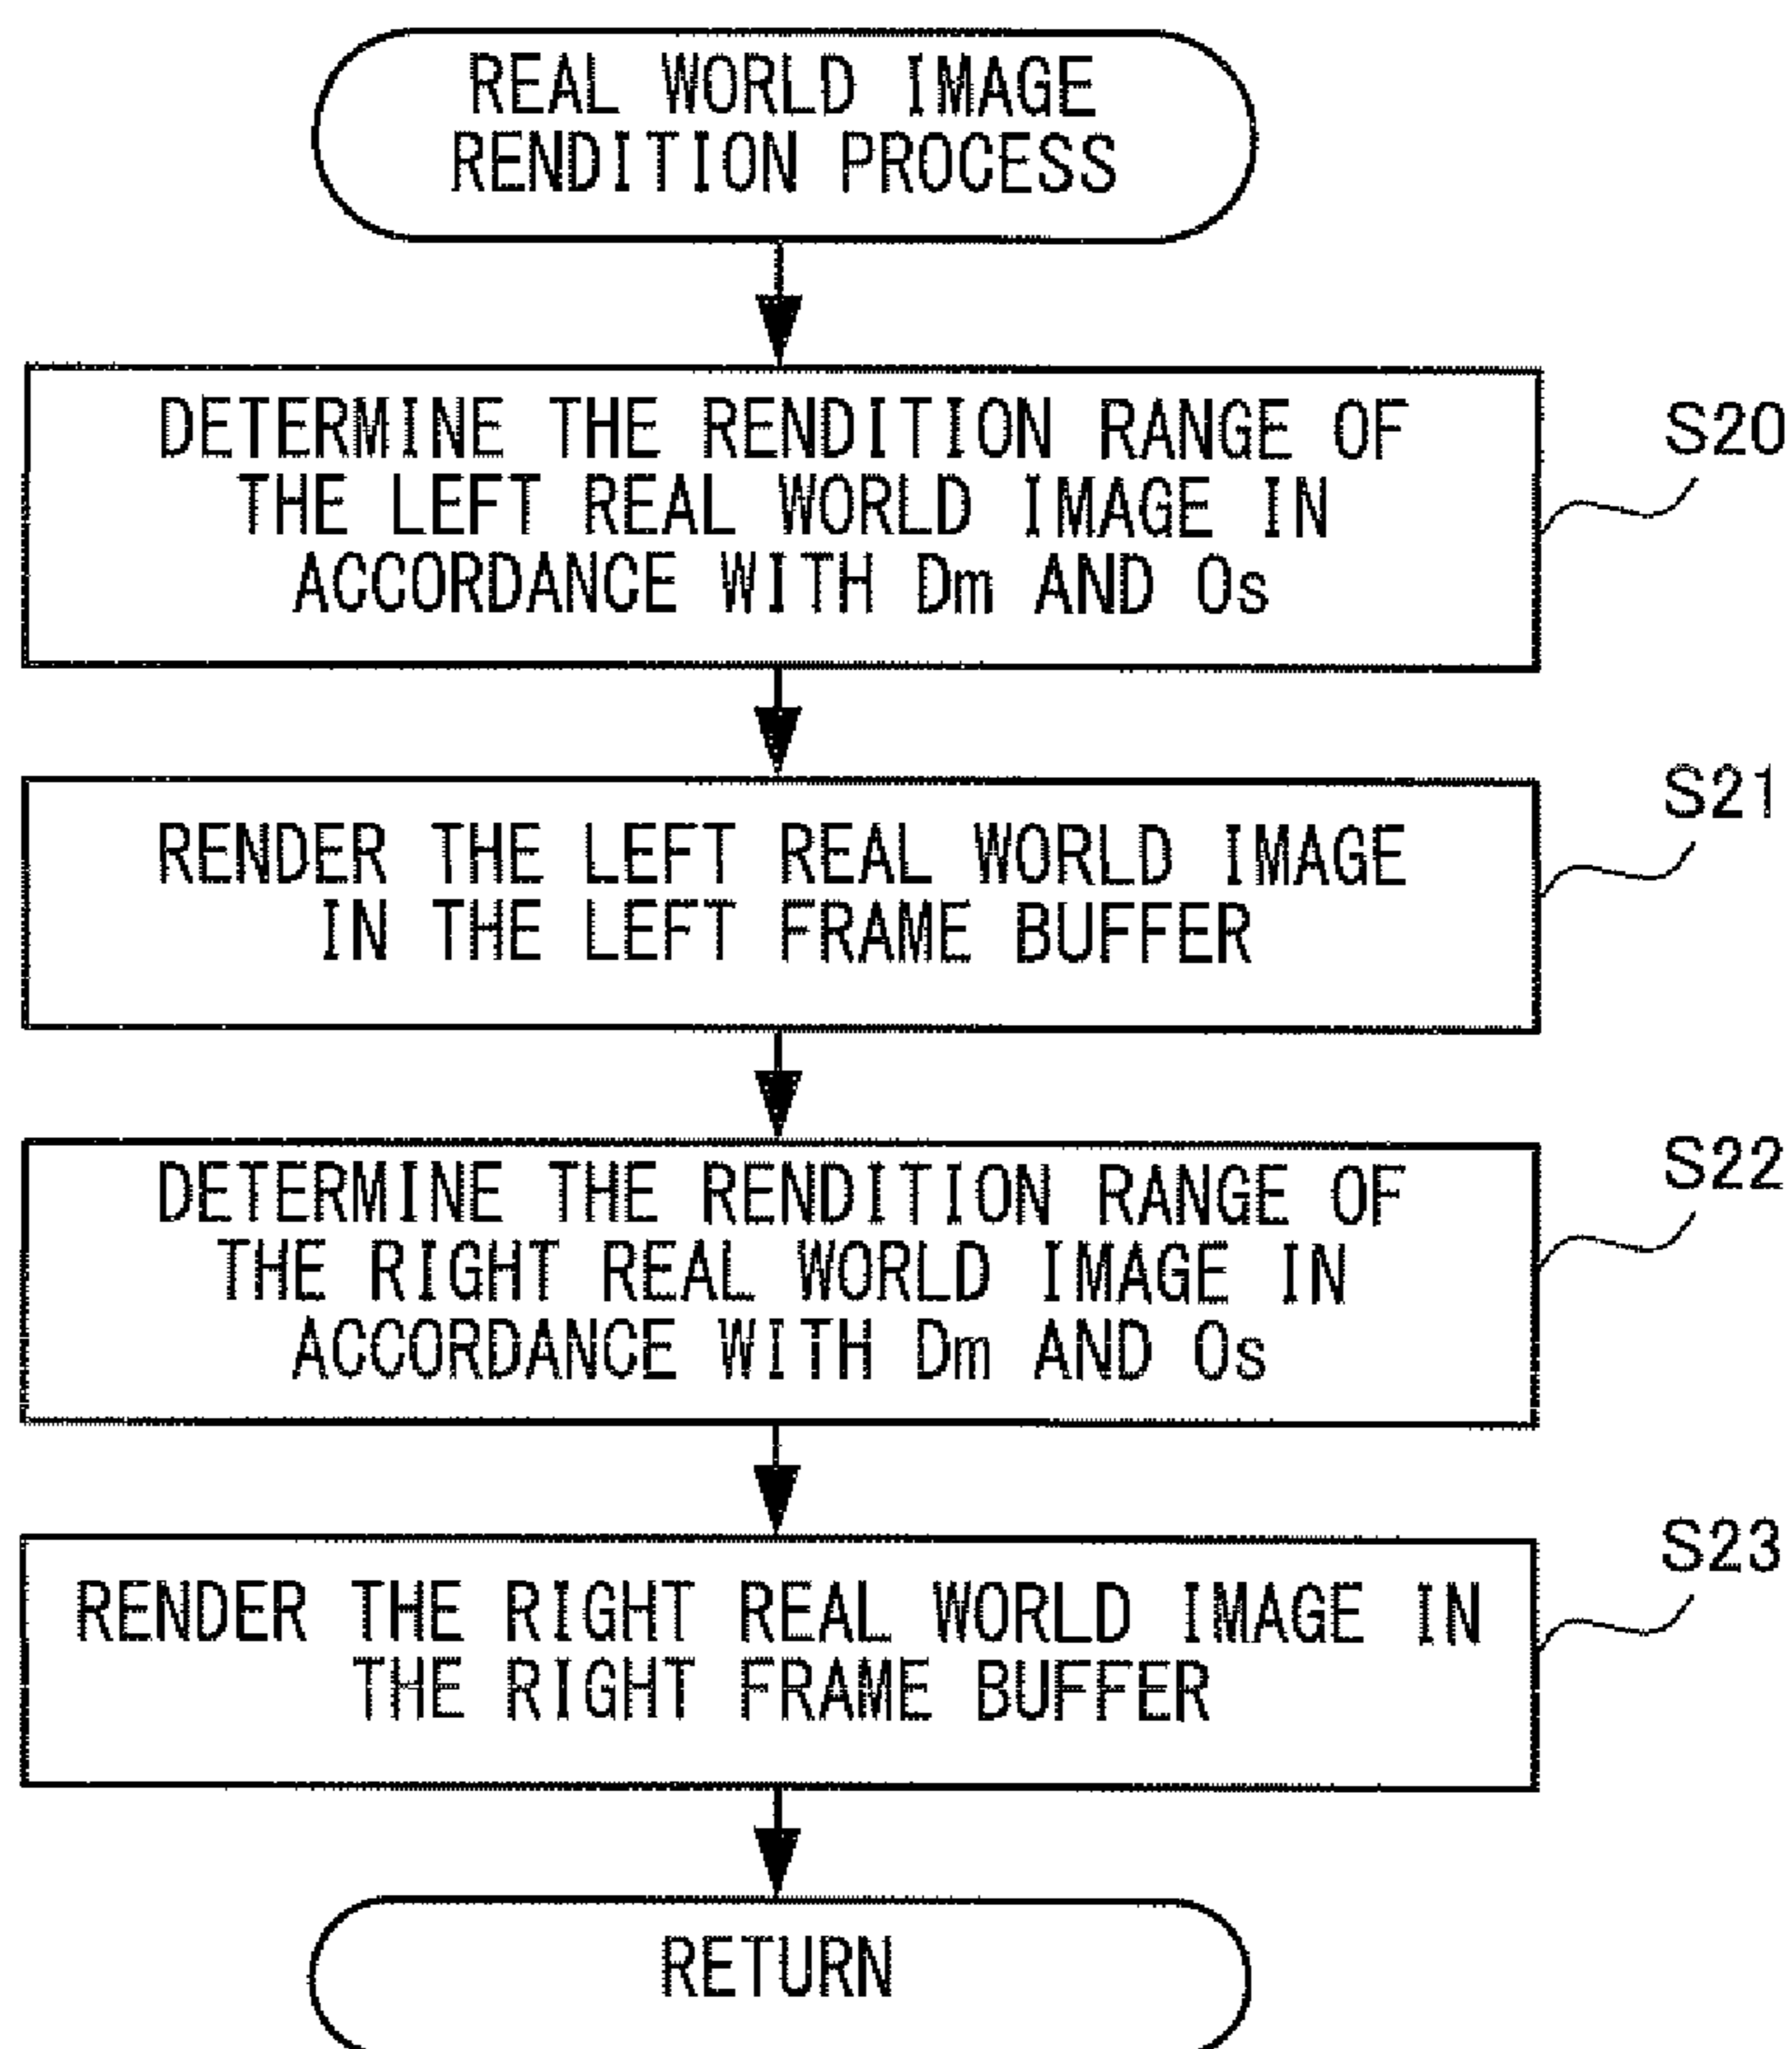 REAL WORLD IMAGE
RENDITION PROCESS
DETERMINE THE RENDITION RANGE OF
THE LEFT REAL WORLD IMAGE IN
ACCORDANCE WITH Dm AND Os
S20
RENDER THE LEFT REAL WORLD IMAGE
IN THE LEFT FRAME BUFFER
S21
DETERMINE THE RENDITION RANGE OF
THE RIGHT REAL WORLD IMAGE IN
ACCORDANCE WITH Dm AND Os
S22
RENDER THE RIGHT REAL WORLD IMAGE IN
THE RIGHT FRAME BUFFER
S23
RETURN